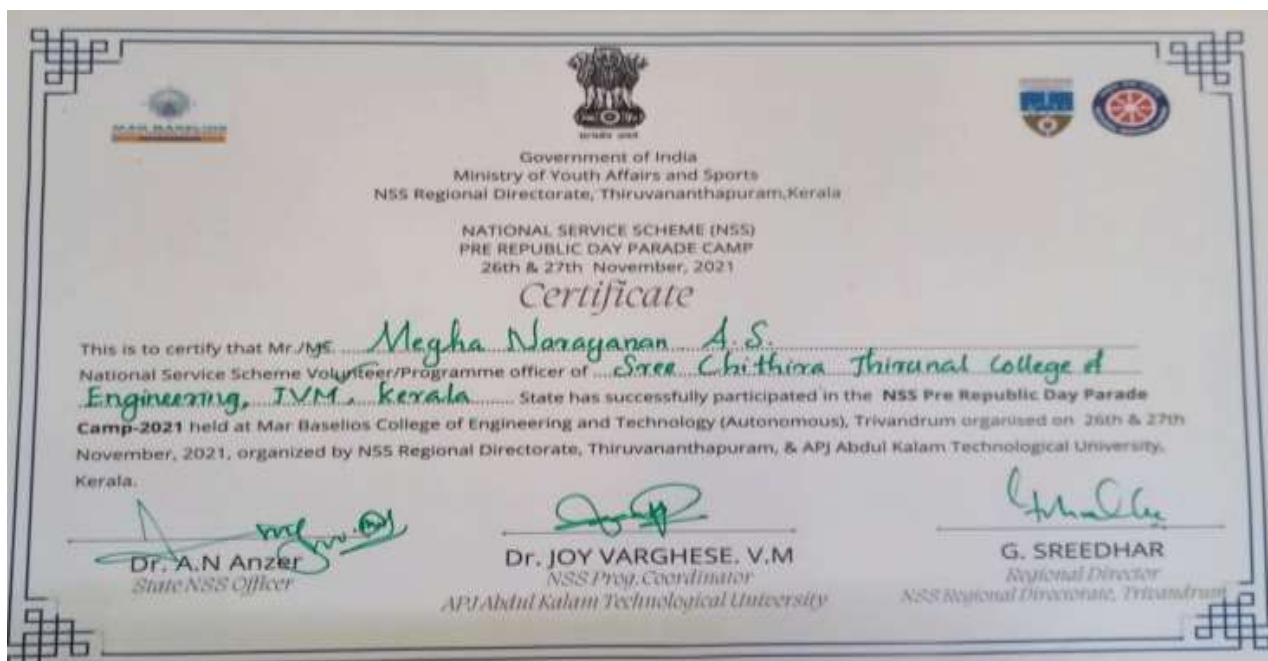 MAR BASELIOS
सत्यमेव जयते
Government of India
Ministry of Youth Affairs and Sports
NSS Regional Directorate, Thiruvananthapuram,Kerala
NATIONAL SERVICE SCHEME (NSS)
PRE REPUBLIC DAY PARADE CAMP
26th & 27th November, 2021
Certificate
This is to certify that Mr./MS. Megha Narayanan A.S.
National Service Scheme Volunteer/Programme officer of Sree Chithira Thirunal College of
Engineering, TVM, Kerala State has successfully participated in the NSS Pre Republic Day Parade
Camp-2021 held at Mar Baselios College of Engineering and Technology (Autonomous), Trivandrum organised on 26th & 27th
November, 2021, organized by NSS Regional Directorate, Thiruvananthapuram, & APJ Abdul Kalam Technological University,
Kerala.
Dr. A.N Anzer
State NSS Officer
Dr. JOY VARGHESE. V.M
NSS Prog. Coordinator
APJ Abdul Kalam Technological University
G. SREEDHAR
Regional Director
NSS Regional Directorate, Trivandrum